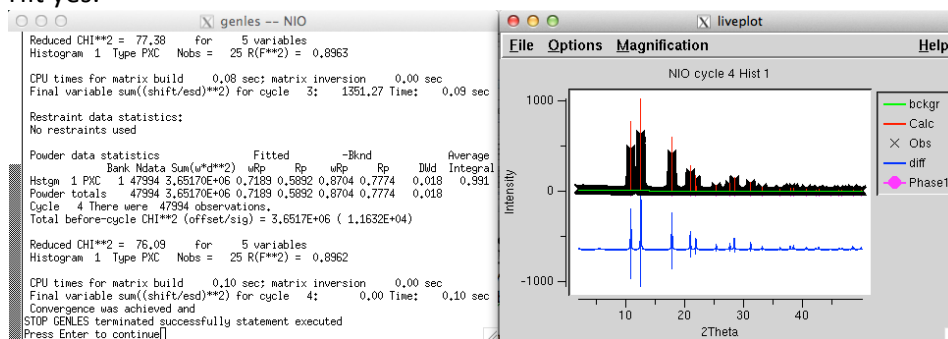 Hit yes.
genles -- NIO
Reduced CHI**2 = 77.38 for 5 variables
Histogram 1 Type PXC Nobs = 25 R(F**2) = 0.8963
CPU times for matrix build 0.08 sec; matrix inversion 0.00 sec
Final variable sum((shift/esd)**2) for cycle 3: 1351.27 Time: 0.09 sec
Restraint data statistics:
No restraints used
Powder data statistics Fitted -Bknd Average
Bank Ndata Sum(w*d**2) wRp Rp wRp Rp DWd Integral
Hstgm 1 PXC 1 47994 3.65170E+06 0.7189 0.5892 0.8704 0.7774 0.018 0.991
Powder totals 47994 3.65170E+06 0.7189 0.5892 0.8704 0.7774 0.018
Cycle 4 There were 47994 observations.
Total before-cycle CHI**2 (offset/sig) = 3.6517E+06 ( 1.1632E+04)
Reduced CHI**2 = 76.09 for 5 variables
Histogram 1 Type PXC Nobs = 25 R(F**2) = 0.8962
CPU times for matrix build 0.10 sec; matrix inversion 0.00 sec
Final variable sum((shift/esd)**2) for cycle 4: 0.00 Time: 0.10 sec
Convergence was achieved and
STOP GENLES terminated successfully statement executed
Press Enter to continue
liveplot
File Options Magnification Help
NIO cycle 4 Hist 1
1000
0
-1000
Intensity
10 20 30 40
2Theta
bckgr
Calc
Obs
diff
Phase1